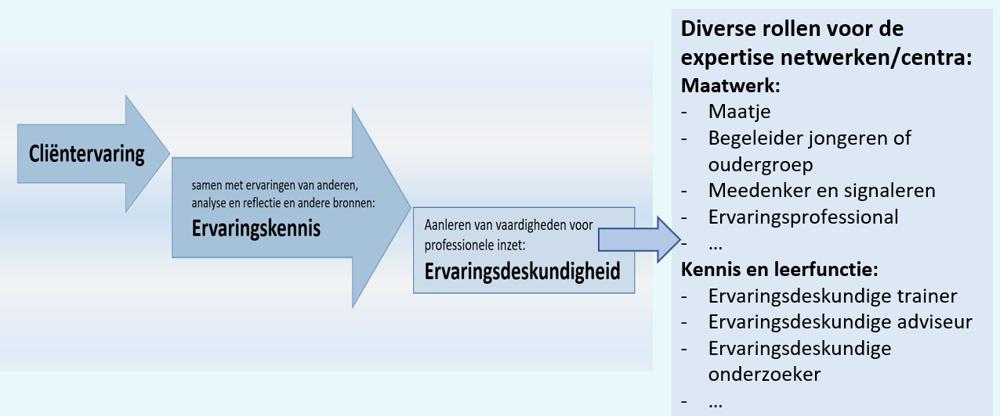 Cliëntervaring
samen met ervaringen van anderen,
analyse en reflectie en andere bronnen:
Ervaringskennis
Aanleren van vaardigheden voor
professionele inzet:
Ervaringsdeskundigheid
Diverse rollen voor de
expertise netwerken/centra:
Maatwerk:
- Maatje
- Begeleider jongeren of
oudergroep
- Meedenker en signaleren
- Ervaringsprofessional
- ...
Kennis en leerfunctie:
- Ervaringsdeskundige trainer
- Ervaringsdeskundige adviseur
- Ervaringsdeskundige
onderzoeker
- ...